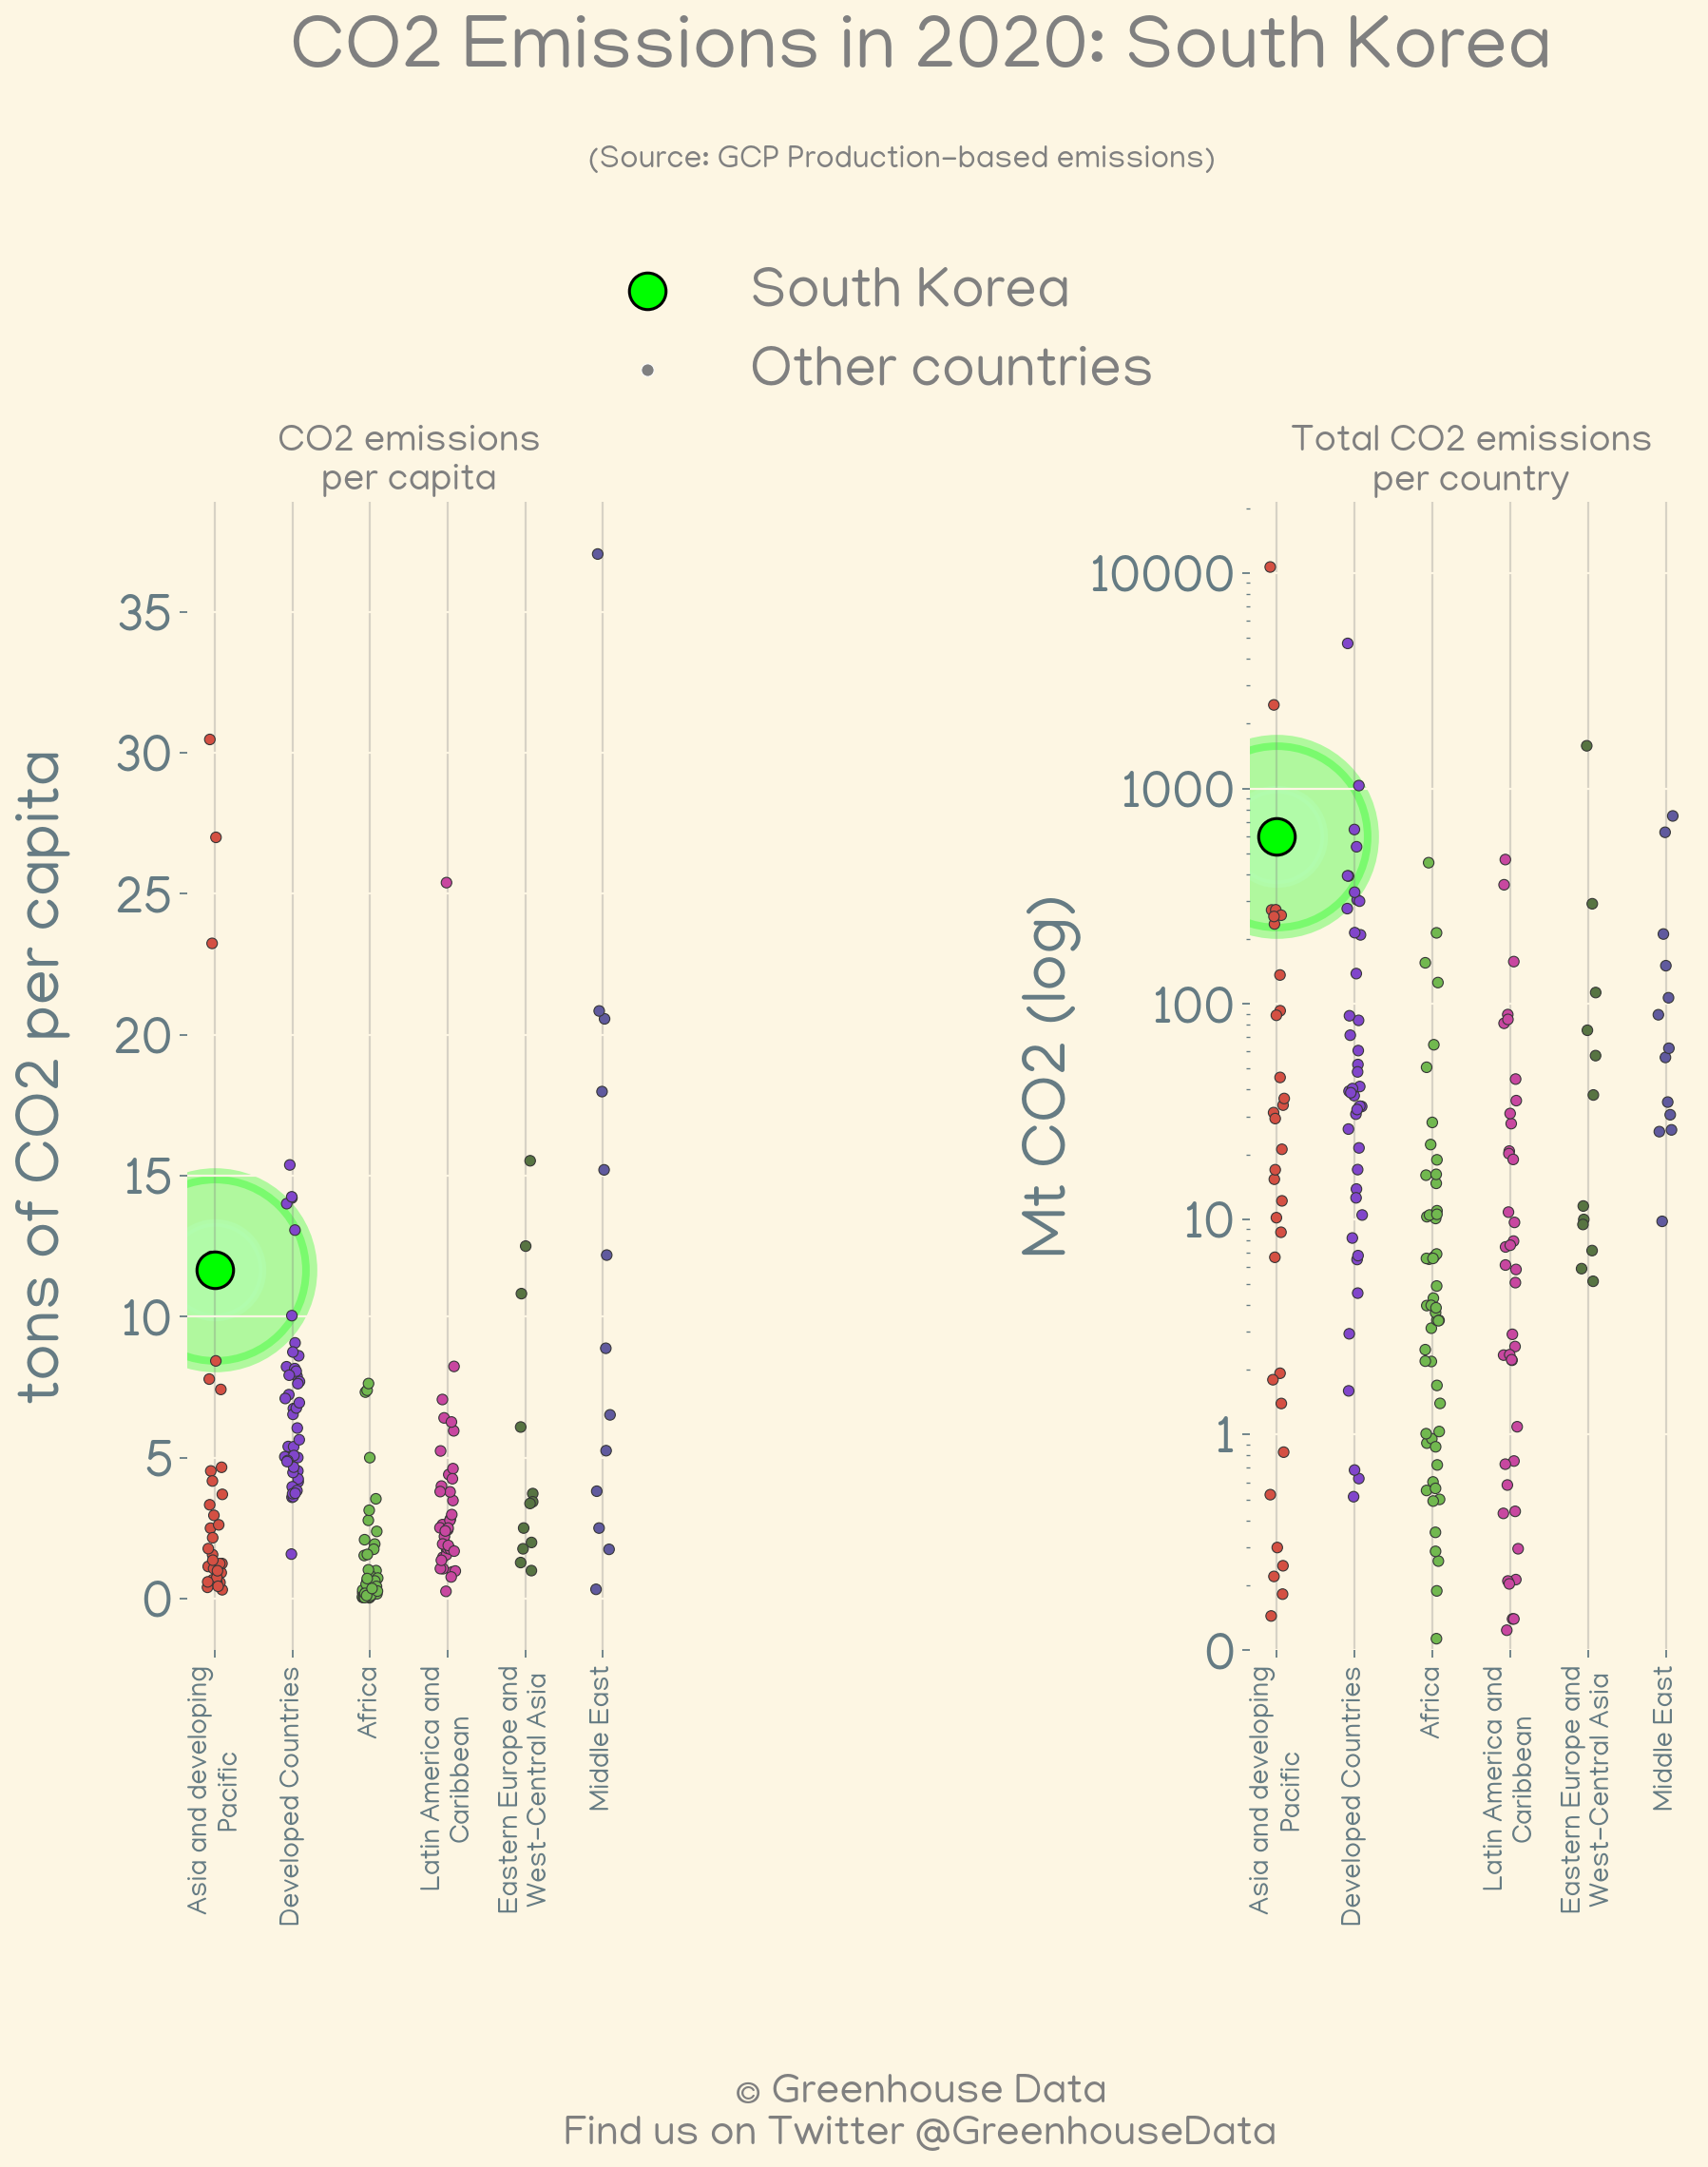 CO2 Emissions in 2020: South Korea
(Source: GCP Production-based emissions)
South Korea
Other countries
CO2 emissions
per capita
tons of CO2 per capita
35
30
25
20
15
10
5
0
Asia and developing
Pacific
Developed Countries
Africa
Latin America and
Caribbean
Eastern Europe and
West-Central Asia
Middle East
Total CO2 emissions
per country
Mt CO2 (log)
10000
1000
100
10
1
0
Asia and developing
Pacific
Developed Countries
Africa
Latin America and
Caribbean
Eastern Europe and
West-Central Asia
Middle East
© Greenhouse Data
Find us on Twitter @GreenhouseData